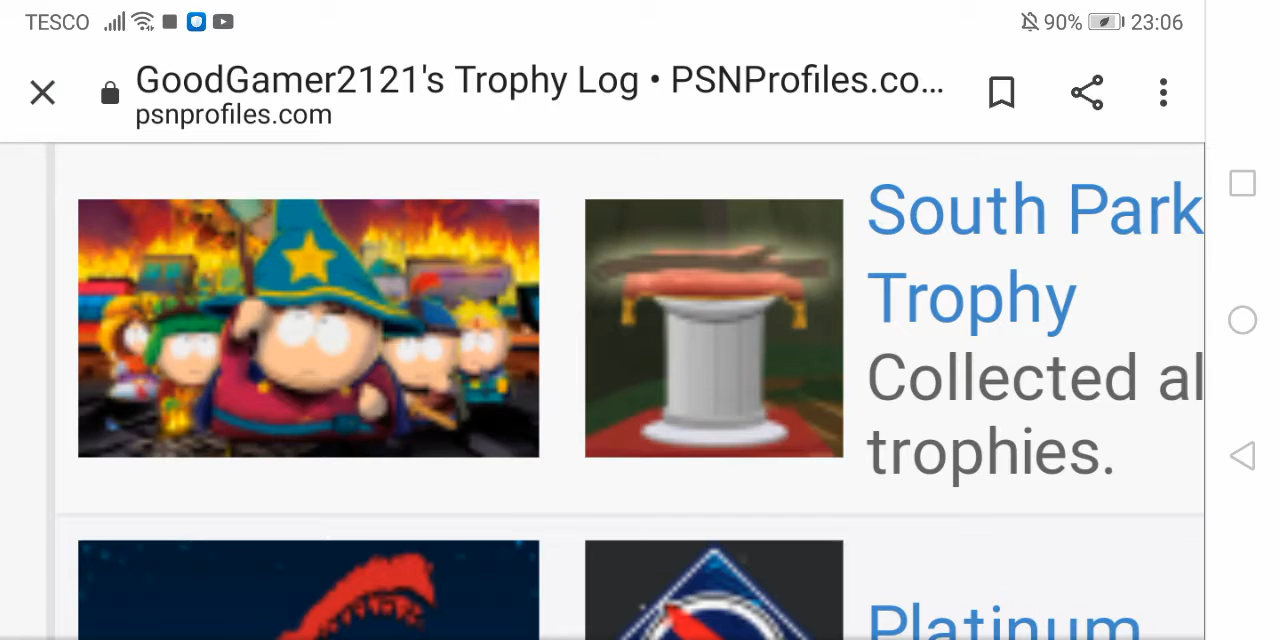 TESCO 90% 23:06
GoodGamer2121's Trophy Log • PSNProfiles.co...
psnprofiles.com
South Park
Trophy
Collected al
trophies.
Platinum